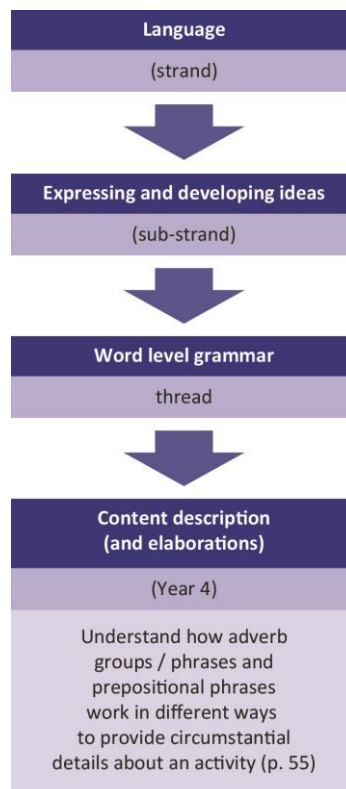 Language
(strand)
Expressing and developing ideas
(sub-strand)
Word level grammar
thread
Content description
(and elaborations)
(Year 4)
Understand how adverb
groups / phrases and
prepositional phrases
work in different ways
to provide circumstantial
details about an activity (p. 55)